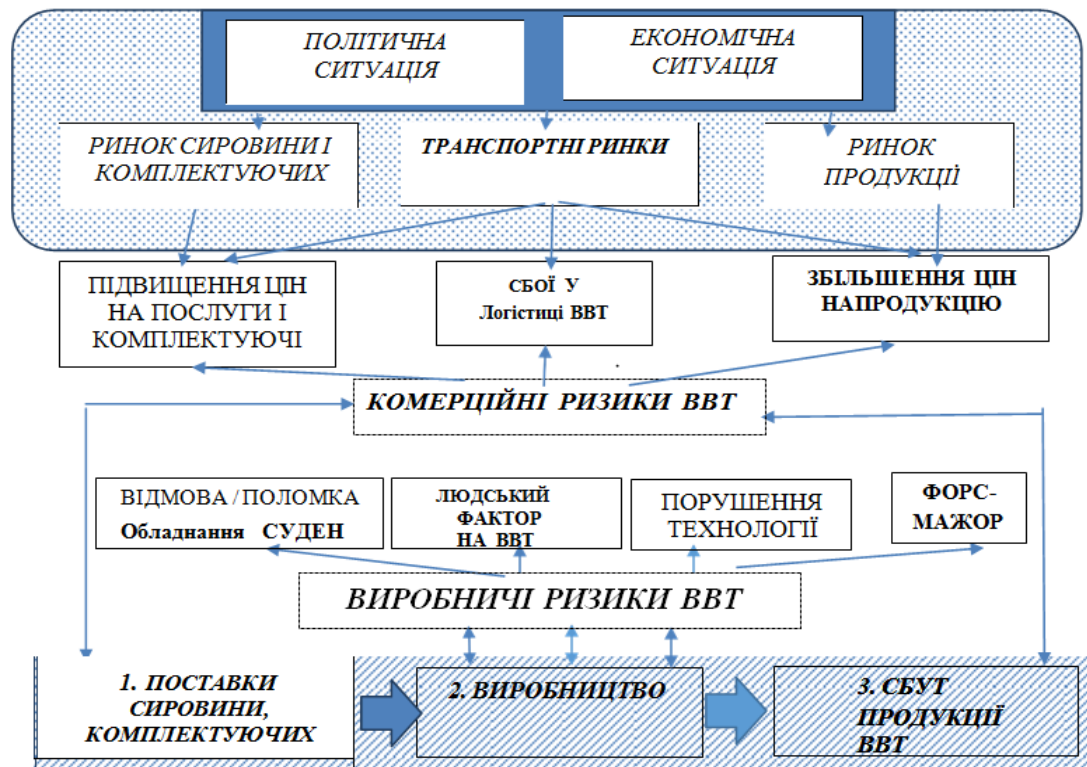 ПОЛІТИЧНА
СИТУАЦІЯ
ЕКОНОМІЧНА
СИТУАЦІЯ
РИНОК СИРОВИНИ І
КОМПЛЕКТУЮЧИХ
ТРАНСПОРТНІ РИНКИ
РИНОК
ПРОДУКЦІЇ
ПІДВИЩЕННЯ ЦІН
НА ПОСЛУГИ І
КОМПЛЕКТУЮЧІ
СБОЇ У
Логістиці ВВТ
ЗБІЛЬШЕННЯ ЦІН
НАПРОДУКЦІЮ
КОМЕРЦІЙНІ РИЗИКИ ВВТ
ВІДМОВА / ПОЛОМКА
Обладнання СУДЕН
ЛЮДСЬКИЙ
ФАКТОР
НА ВВТ
ПОРУШЕННЯ
ТЕХНОЛОГІЇ
ФОРС-
МАЖОР
ВИРОБНИЧІ РИЗИКИ ВВТ
1. ПОСТАВКИ
СИРОВИНИ,
КОМПЛЕКТУЮЧИХ
2. ВИРОБНИЦТВО
3. СБУТ
ПРОДУКЦІЇ
ВВТ